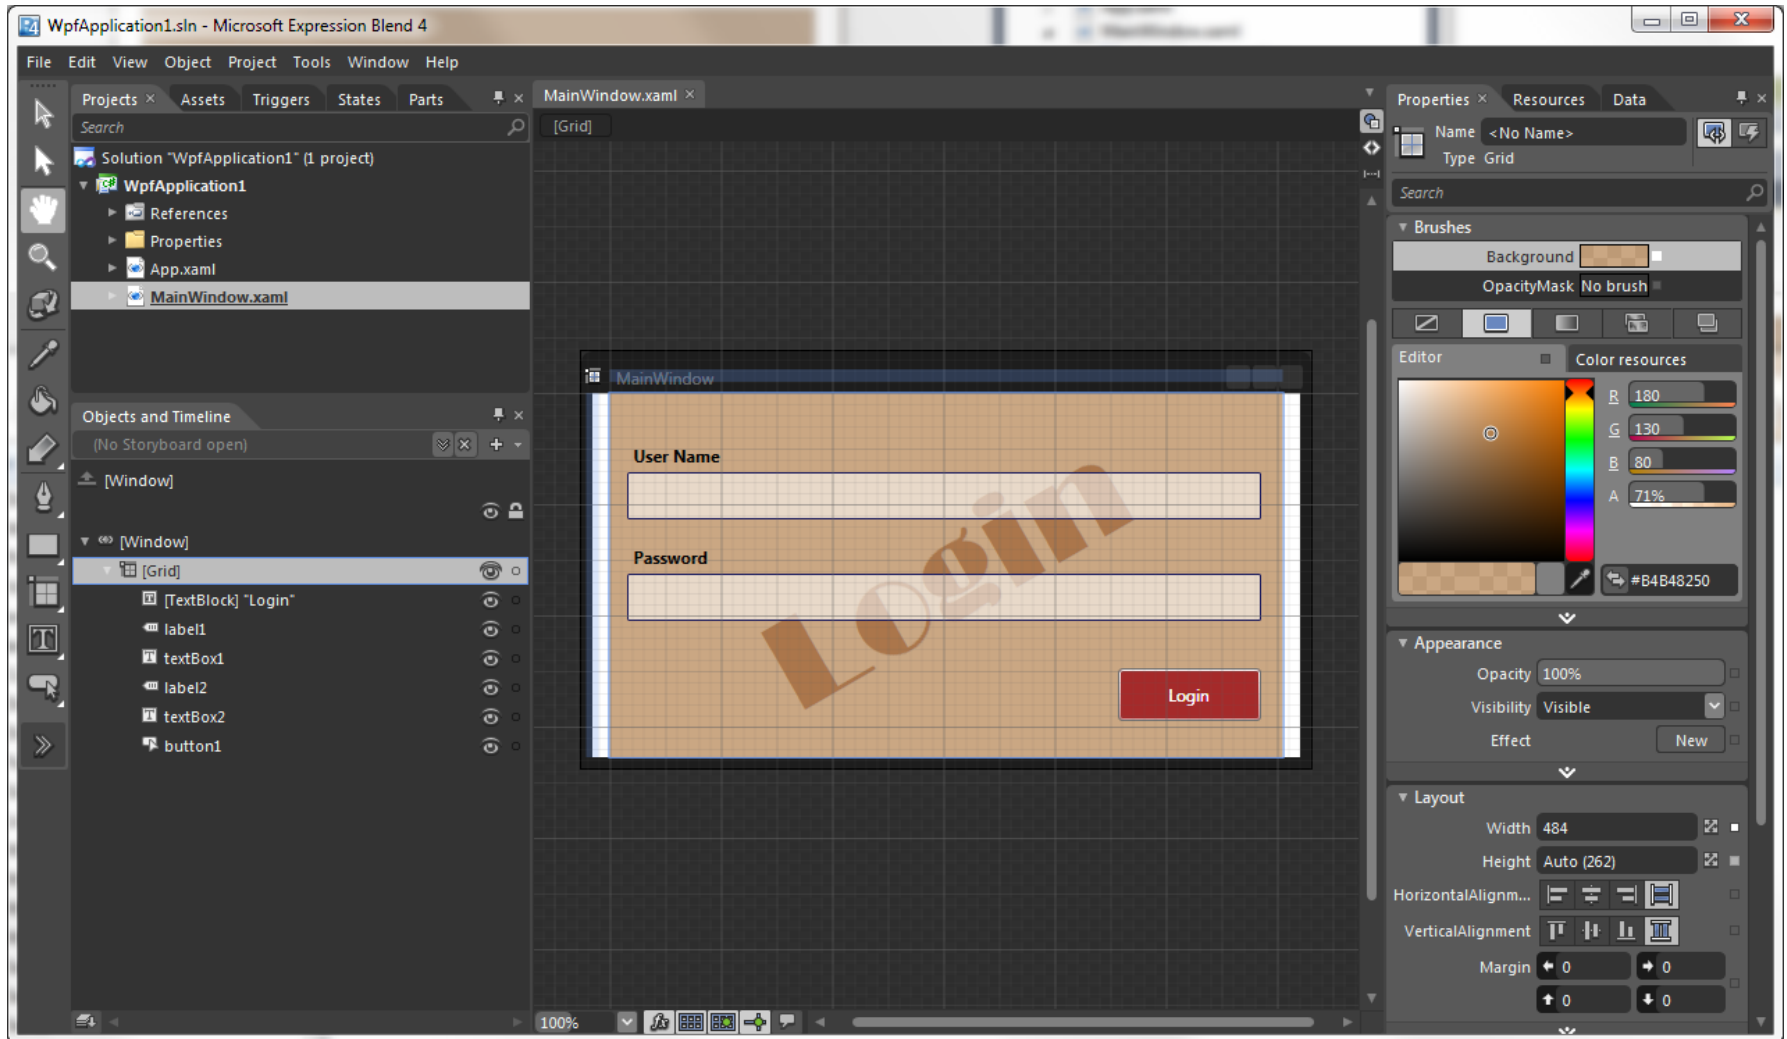 WpfApplication1.sln - Microsoft Expression Blend 4
File Edit View Object Project Tools Window Help
Projects Assets Triggers States Parts
Search
Solution "WpfApplication1" (1 project)
WpfApplication1
References
Properties
App.xaml
MainWindow.xaml
Objects and Timeline
(No Storyboard open)
[Window]
[Window]
[Grid]
[TextBlock] "Login"
label1
textBox1
label2
textBox2
button1
MainWindow.xaml
[Grid]
MainWindow
User Name
Password
Login
Login
100%
Properties Resources Data
Name <No Name>
Type Grid
Search
Brushes
Background
OpacityMask No brush
Editor Color resources
R 180
G 130
B 80
A 71%
#B4B48250
Appearance
Opacity 100%
Visibility Visible
Effect New
Layout
Width 484
Height Auto (262)
HorizontalAlignm...
VerticalAlignment
Margin 0 0
0 0